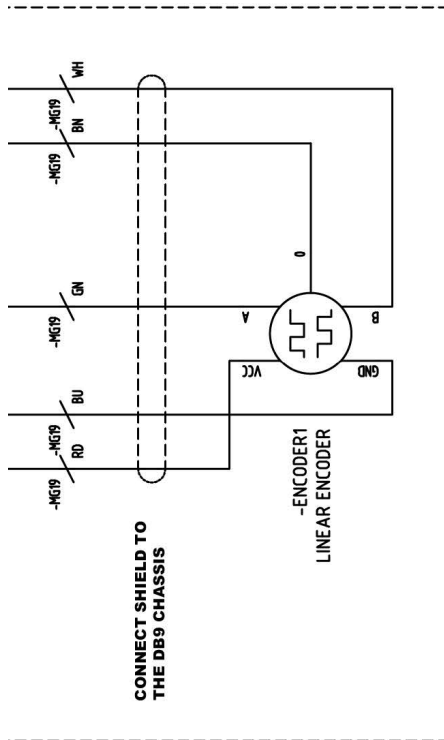 WH
-MG19
BN
-MG19
0
GN
-MG19
A
B
VCC
GND
BU
-MG19
RD
-MG19
-ENCODER1
LINEAR ENCODER
CONNECT SHIELD TO
THE DB9 CHASSIS